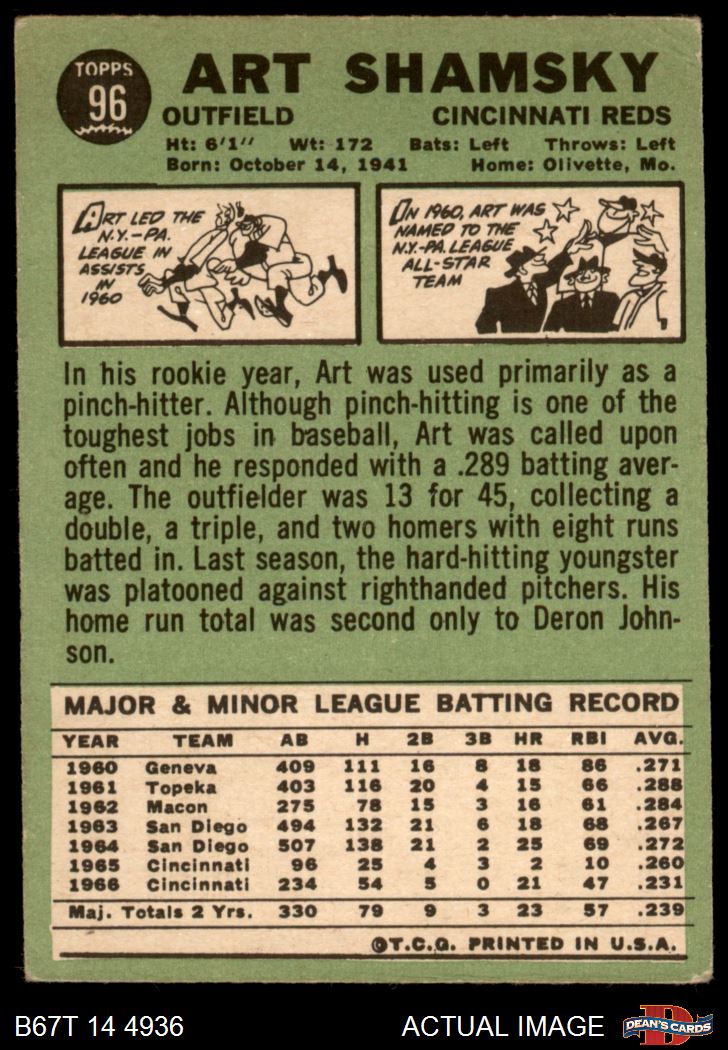 TOPPS
96
ART SHAMSKY
OUTFIELD CINCINNATI REDS
Ht: 6'1" Wt: 172 Bats: Left Throws: Left
Born: October 14, 1941 Home: Olivette, Mo.
ART LED THE
N.Y.-PA.
LEAGUE IN
ASSISTS
IN
1960
IN 1960, ART WAS
NAMED TO THE
N.Y.-PA. LEAGUE
ALL-STAR
TEAM
In his rookie year, Art was used primarily as a
pinch-hitter. Although pinch-hitting is one of the
toughest jobs in baseball, Art was called upon
often and he responded with a .289 batting aver-
age. The outfielder was 13 for 45, collecting a
double, a triple, and two homers with eight runs
batted in. Last season, the hard-hitting youngster
was platooned against righthanded pitchers. His
home run total was second only to Deron John-
son.
MAJOR & MINOR LEAGUE BATTING RECORD
YEAR TEAM AB H 2B 3B HR RBI AVG.
1960 Geneva 409 111 16 8 18 86 .271
1961 Topeka 403 116 20 4 15 66 .288
1962 Macon 275 78 15 3 16 61 .284
1963 San Diego 494 132 21 6 18 68 .267
1964 San Diego 507 138 21 2 25 69 .272
1965 Cincinnati 96 25 4 3 2 10 .260
1966 Cincinnati 234 54 5 0 21 47 .231
Maj. Totals 2 Yrs. 330 79 9 3 23 57 .239
©T.C.G. PRINTED IN U.S.A.
B67T 14 4936 ACTUAL IMAGE
D
DEAN'S CARDS